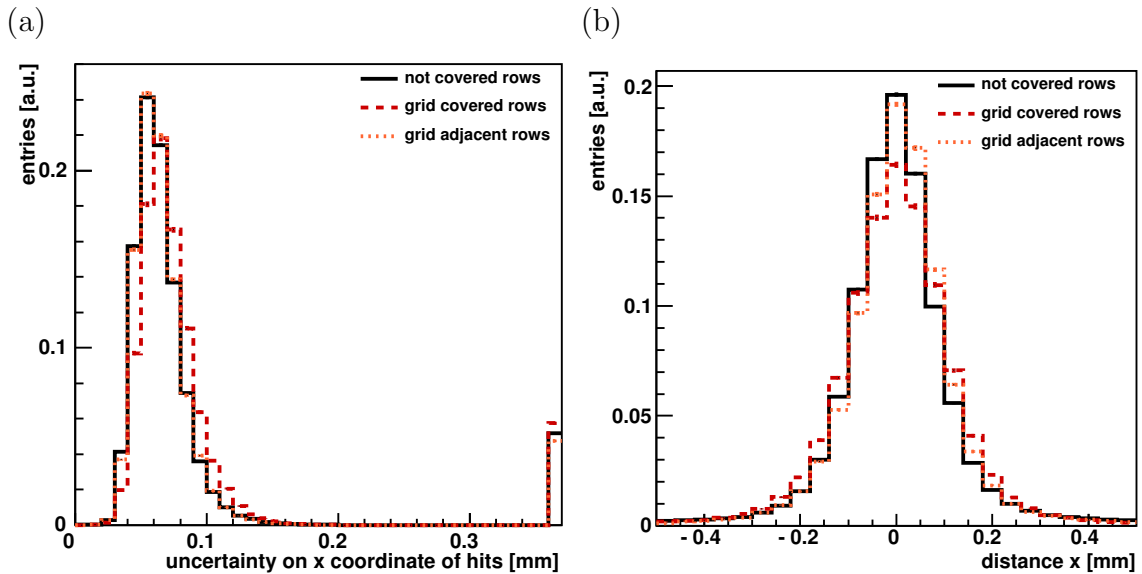 (a)
(b)
entries [a.u.]
not covered rows
grid covered rows
grid adjacent rows
0.2
0.1
0
0 0.1 0.2 0.3
uncertainty on x coordinate of hits [mm]
entries [a.u.]
not covered rows
grid covered rows
grid adjacent rows
0.2
0.15
0.1
0.05
0
- 0.4 - 0.2 0 0.2 0.4
distance x [mm]